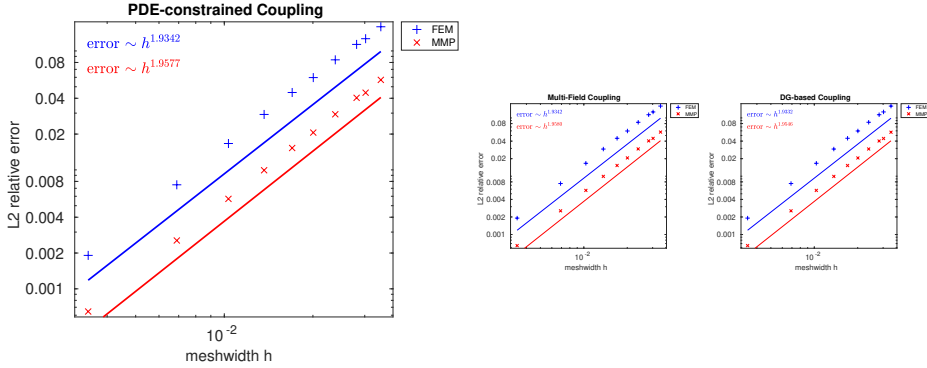 PDE-constrained Coupling
error ~ h^1.9342
error ~ h^1.9577
FEM
MMP
0.08
0.04
0.02
0.008
0.004
0.002
0.001
L2 relative error
10^-2
meshwidth h
Multi-Field Coupling
error ~ h^1.9342
FEM
MMP
0.08
0.04
0.02
0.008
0.004
0.002
0.001
L2 relative error
10^-2
meshwidth h
DG-based Coupling
FEM
MMP
0.08
0.04
0.02
0.008
0.004
0.002
0.001
L2 relative error
10^-2
meshwidth h